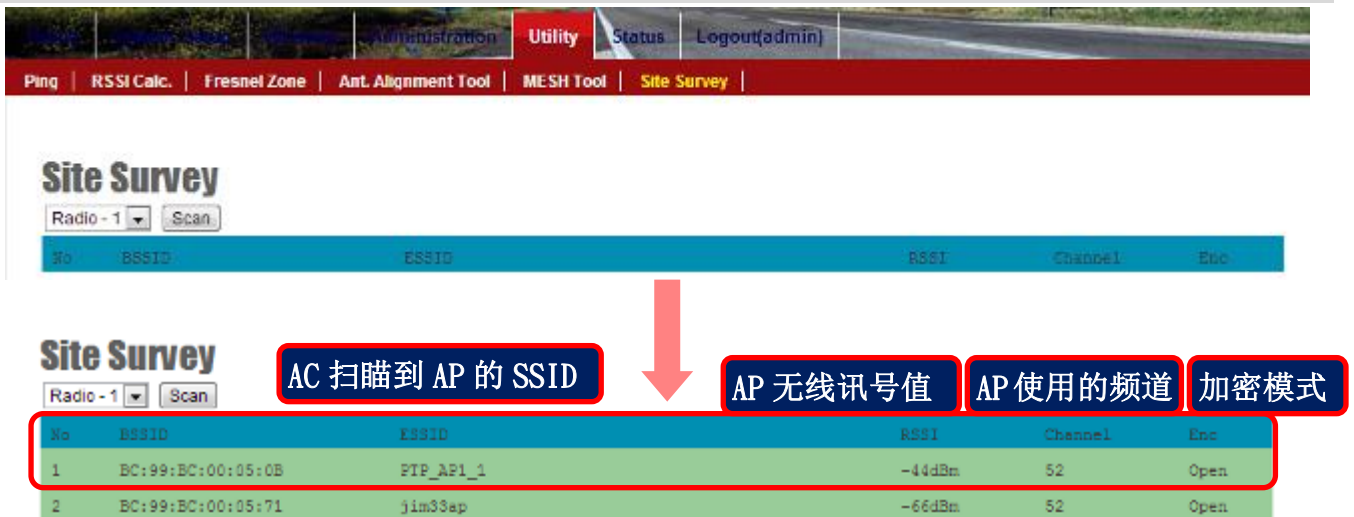 Administration Utility Status Logout(admin)
Ping | RSSI Calc. | Fresnel Zone | Ant. Alignment Tool | MESH Tool | Site Survey |
Site Survey
Radio - 1 Scan
No BSSID ESSID RSSI Channel Enc
Site Survey
AC 扫瞄到 AP 的 SSID
AP 无线讯号值
AP 使用的频道
加密模式
Radio - 1 Scan
No BSSID ESSID RSSI Channel Enc
1 BC:99:BC:00:05:0B PTP_AP1_1 -44dBm 52 Open
2 BC:99:BC:00:05:71 jim33ap -66dBm 52 Open